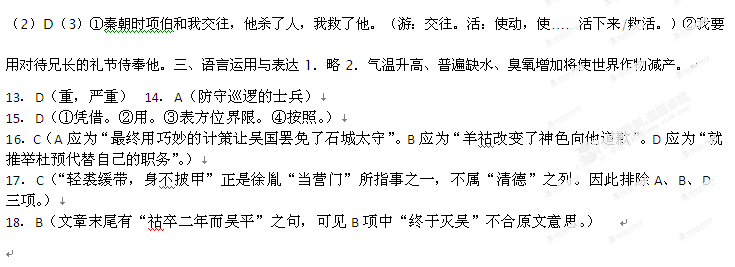 （2）D（3）①秦朝时项伯和我交往，他杀了人，我救了他。（游：交往。活：使动，使……活下来/救活。）②我要
用对待兄长的礼节侍奉他。三、语言运用与表达 1．略 2．气温升高、普遍缺水、臭氧增加将使世界作物减产。
13．D（重，严重） 14．A（防守巡逻的士兵）
15．D（①凭借。②用。③表方位界限。④按照。）
16．C（A 应为“最终用巧妙的计策让吴国罢免了石城太守”。B 应为“羊祜改变了神色向他道歉”。D 应为“就
推举杜预代替自己的职务”。）
17．C（“轻裘缓带，身不披甲”正是徐胤“当营门”所指事之一，不属“清德”之列。因此排除 A、B、D
三项。）
18．B（文章末尾有“祜卒二年而吴平”之句，可见 B 项中“终于灭吴”不合原文意思。）